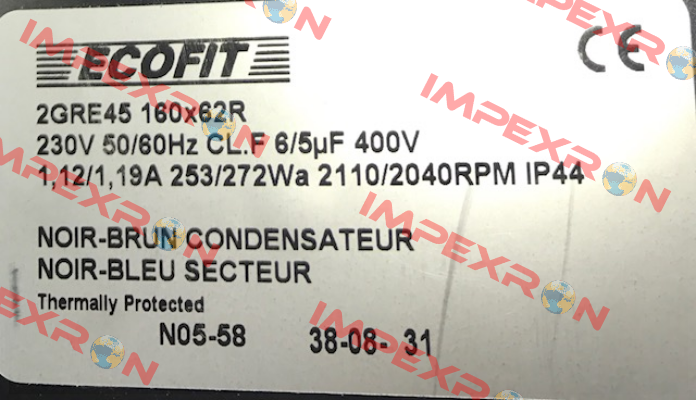 ECOFIT CE
2GRE45 160x62R
230V 50/60Hz CL.F 6/5µF 400V
1,12/1,19A 253/272Wa 2110/2040RPM IP44
NOIR-BRUN CONDENSATEUR
NOIR-BLEU SECTEUR
Thermally Protected
N05-58 38-08- 31
IMPEXRON
IMPEXRON
IMPEXRON
IMPEXRON
IMPEXRON
IMPEXRON